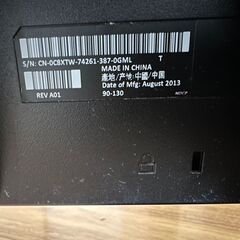 S/N: CN-0C8XTW-74261-387-0GML T
MADE IN CHINA
產地/产地:中國/中国
Date of Mfg: August 2013
REV A01
90-130